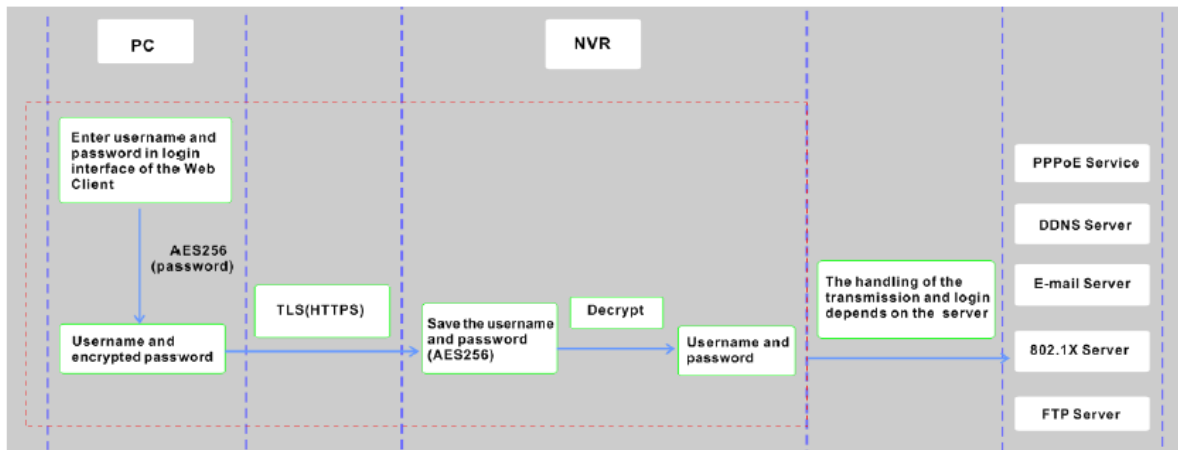 PC
NVR
Enter username and
password in login
interface of the Web
Client
AES256
(password)
Username and
encrypted password
TLS(HTTPS)
Save the username
and password
(AES256)
Decrypt
Username and
password
The handling of the
transmission and login
depends on the server
PPPoE Service
DDNS Server
E-mail Server
802.1X Server
FTP Server